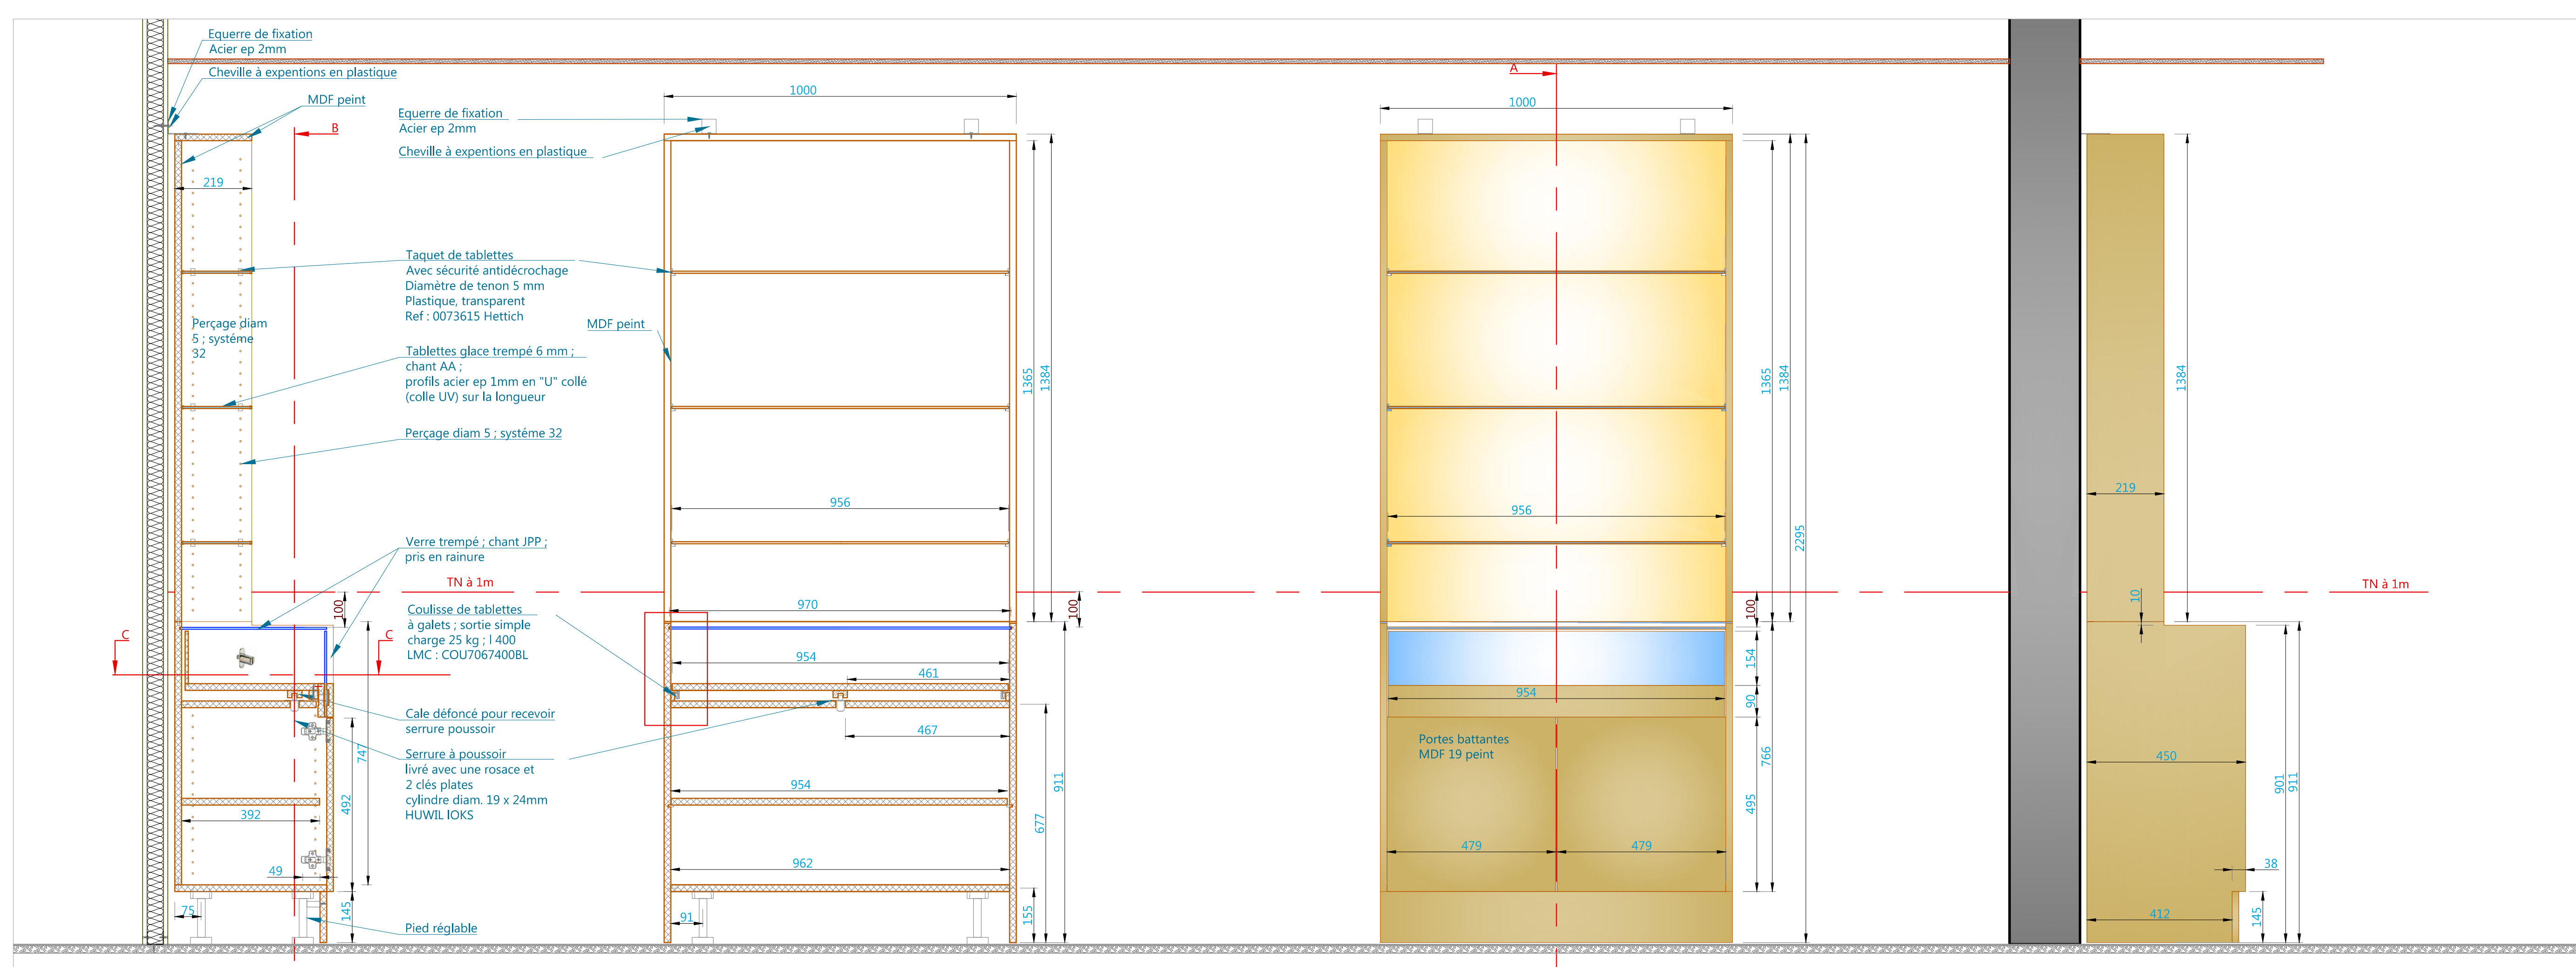 Equerre de fixation
Acier ep 2mm
Cheville à expentions en plastique
MDF peint
B
219
Perçage diam
5 ; systéme
32
Equerre de fixation
Acier ep 2mm
Cheville à expentions en plastique
Taquet de tablettes
Avec sécurité antidécrochage
Diamètre de tenon 5 mm
Plastique, transparent
Ref : 0073615 Hettich
MDF peint
Tablettes glace trempé 6 mm ;
chant AA ;
profils acier ep 1mm en "U" collé
(colle UV) sur la longueur
Perçage diam 5 ; systéme 32
Verre trempé ; chant JPP ;
pris en rainure
TN à 1m
100
C
C
Coulisse de tablettes
à galets ; sortie simple
charge 25 kg ; l 400
LMC : COU7067400BL
Cale défoncé pour recevoir
serrure poussoir
Serrure à poussoir
livré avec une rosace et
2 clés plates
cylindre diam. 19 x 24mm
HUWIL IOKS
747
492
392
49
75
145
Pied réglable
1000
1365
1384
956
970
100
954
461
467
954
677
911
962
91
155
A
1000
956
1365
1384
2295
100
154
954
90
Portes battantes
MDF 19 peint
766
495
479
479
1384
219
TN à 1m
10
450
901
911
38
412
145